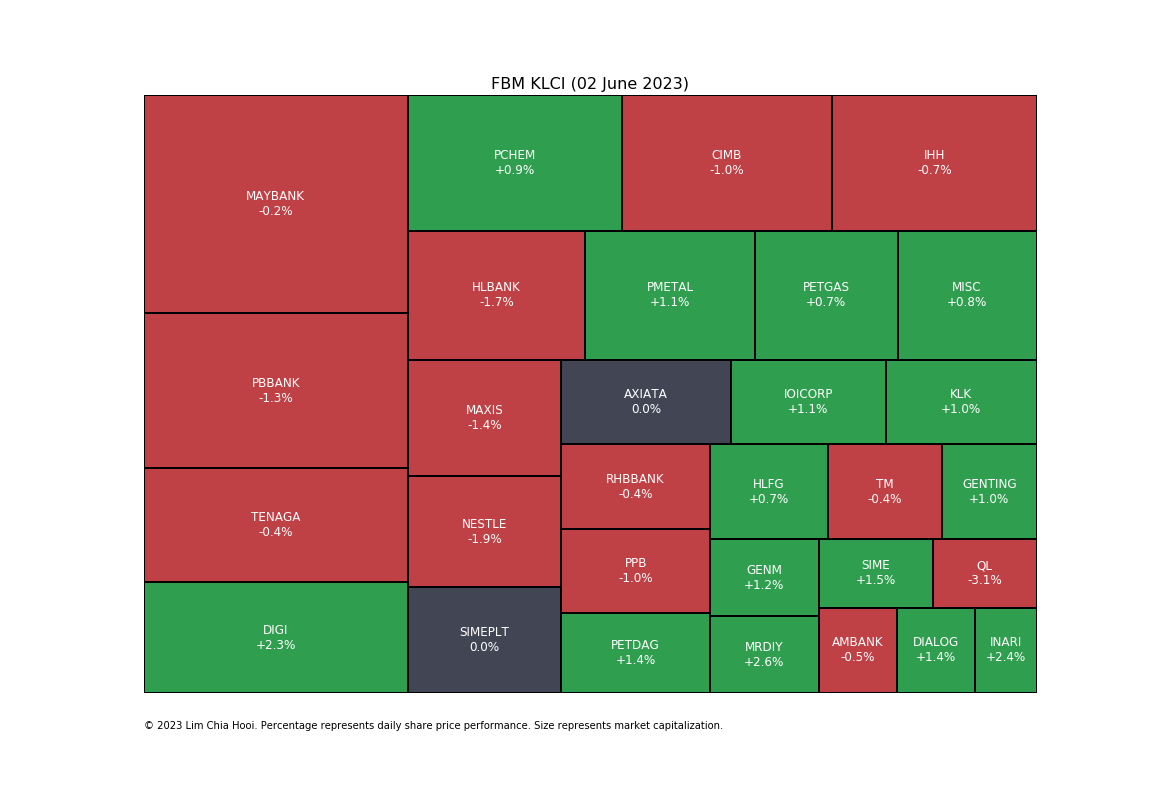 FBM KLCI (02 June 2023)
MAYBANK
-0.2%
PBBANK
-1.3%
TENAGA
-0.4%
DIGI
+2.3%
PCHEM
+0.9%
CIMB
-1.0%
IHH
-0.7%
HLBANK
-1.7%
PMETAL
+1.1%
PETGAS
+0.7%
MISC
+0.8%
MAXIS
-1.4%
NESTLE
-1.9%
SIMEPLT
0.0%
AXIATA
0.0%
IOICORP
+1.1%
KLK
+1.0%
RHBBANK
-0.4%
PPB
-1.0%
PETDAG
+1.4%
HLFG
+0.7%
TM
-0.4%
GENTING
+1.0%
GENM
+1.2%
MRDIY
+2.6%
SIME
+1.5%
QL
-3.1%
AMBANK
-0.5%
DIALOG
+1.4%
INARI
+2.4%
© 2023 Lim Chia Hooi. Percentage represents daily share price performance. Size represents market capitalization.